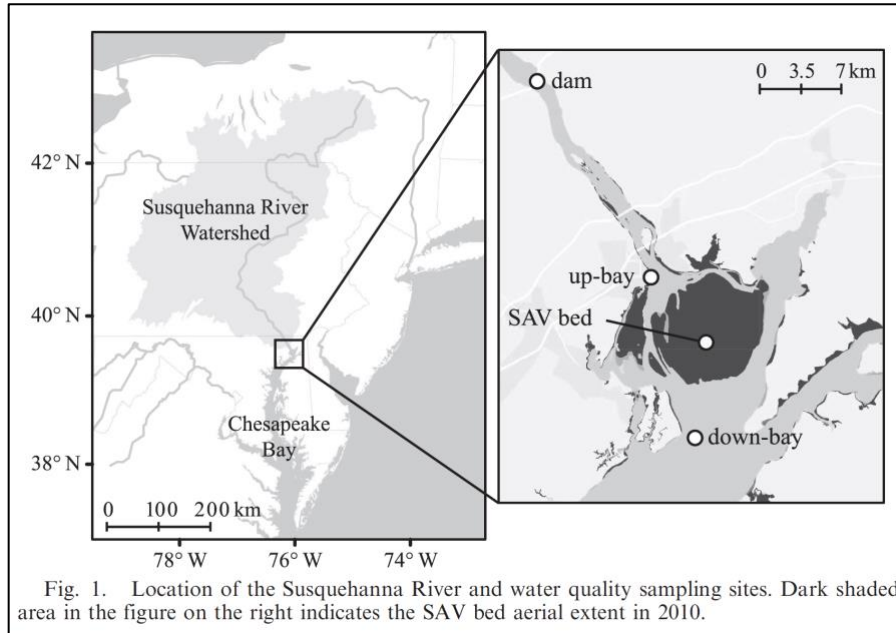 42° N
40° N
38° N
78° W
76° W
74° W
Susquehanna River
Watershed
Chesapeake
Bay
0 100 200 km
0 3.5 7 km
dam
up-bay
SAV bed
down-bay
Fig. 1. Location of the Susquehanna River and water quality sampling sites. Dark shaded
area in the figure on the right indicates the SAV bed aerial extent in 2010.